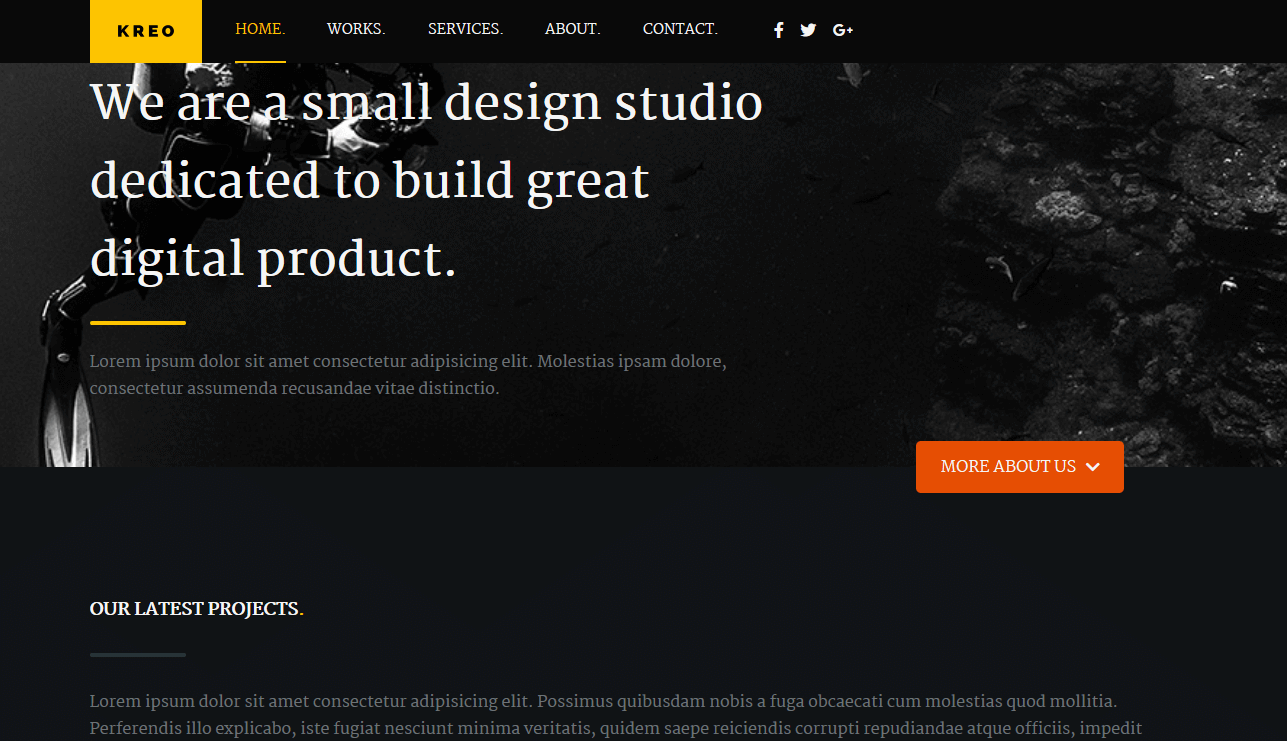 KREO
HOME. WORKS. SERVICES. ABOUT. CONTACT.
We are a small design studio
dedicated to build great
digital product.
Lorem ipsum dolor sit amet consectetur adipisicing elit. Molestias ipsam dolore,
consectetur assumenda recusandae vitae distinctio.
MORE ABOUT US
OUR LATEST PROJECTS.
Lorem ipsum dolor sit amet consectetur adipisicing elit. Possimus quibusdam nobis a fuga obcaecati cum molestias quod mollitia.
Perferendis illo explicabo, iste fugiat nesciunt minima veritatis, quidem saepe reiciendis corrupti repudiandae atque officiis, impedit